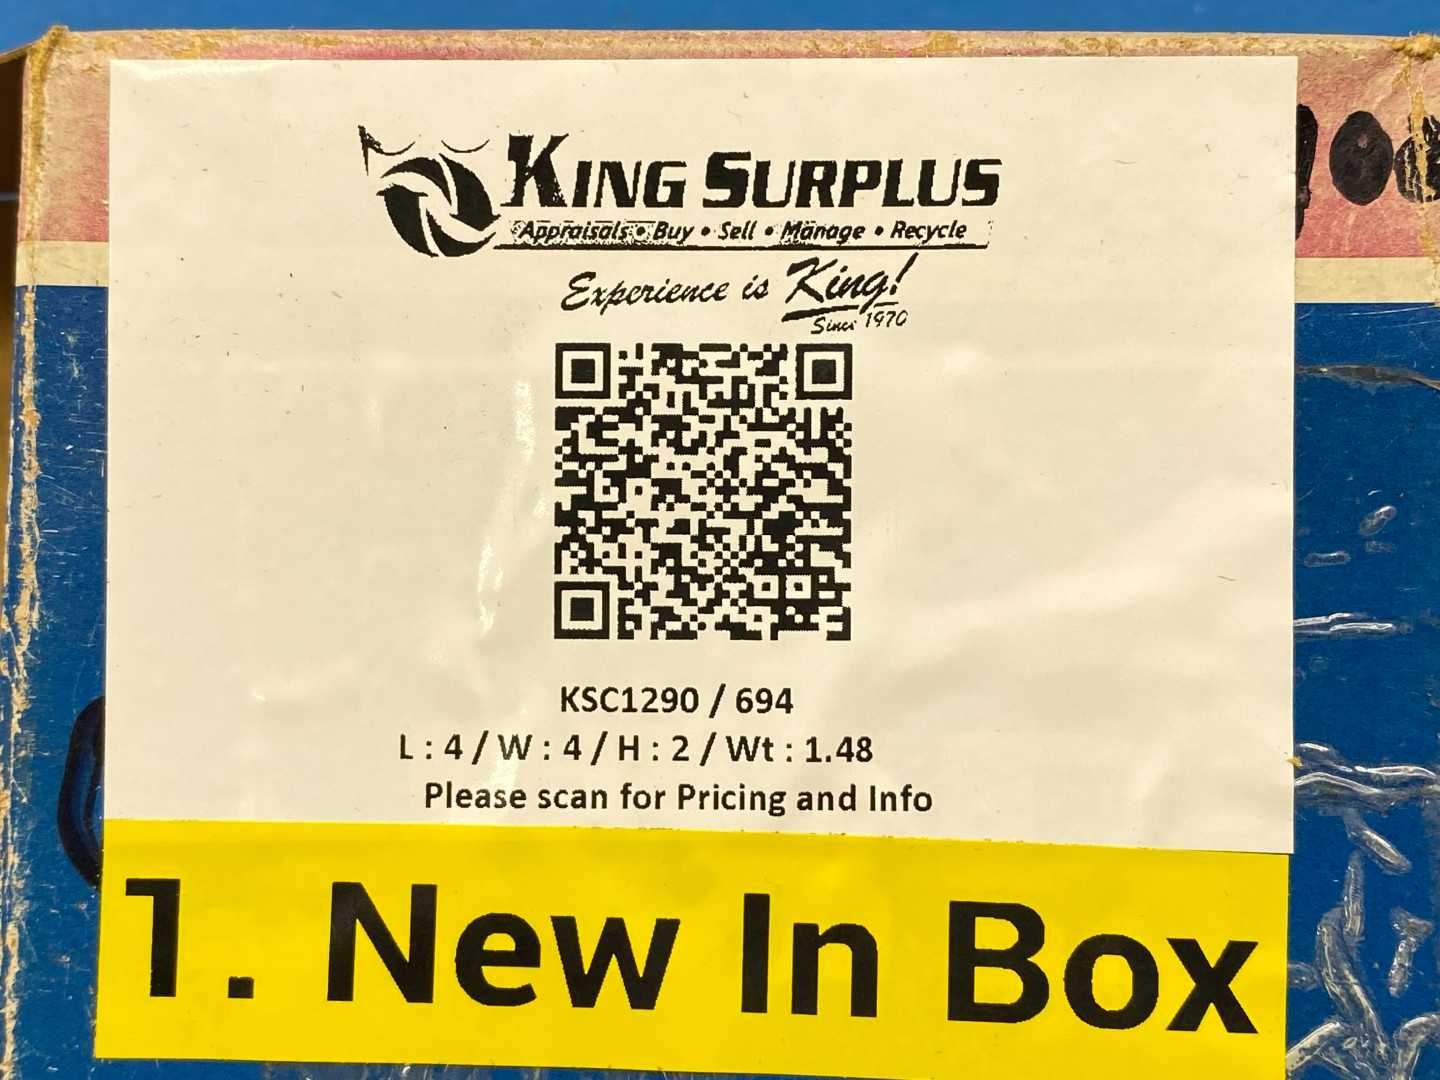 KING SURPLUS
Appraisals • Buy • Sell • Manage • Recycle
Experience is King!
Since 1970
KSC1290 / 694
L : 4 / W : 4 / H : 2 / Wt : 1.48
Please scan for Pricing and Info
1. New In Box